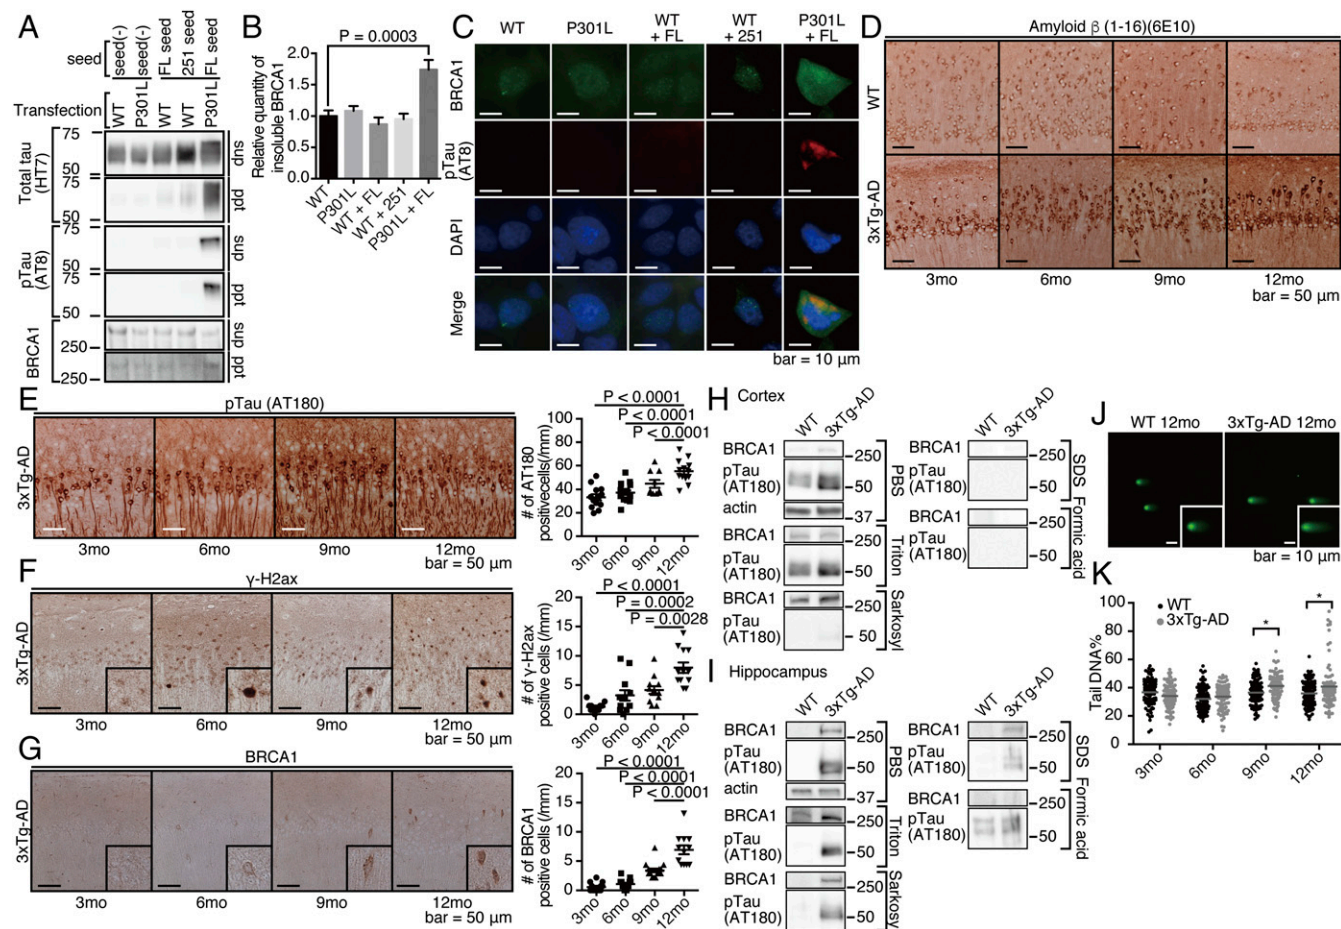 A
seed
seed(-)
seed(-)
FL seed
251 seed
FL seed
Transfection
WT
P301L
WT
WT
P301L
Total tau
(HT7)
75
50
sup
75
50
ppt
pTau
(AT8)
75
50
sup
75
50
ppt
BRCA1
250
sup
250
ppt
B
P = 0.0003
Relative quantity of
insoluble BRCA1
2.0
1.5
1.0
0.5
0.0
WT
P301L
WT + FL
WT + 251
P301L + FL
C
WT
P301L
WT
+ FL
WT
+ 251
P301L
+ FL
BRCA1
pTau
(AT8)
DAPI
Merge
bar = 10 μm
D
Amyloid β (1-16)(6E10)
WT
3xTg-AD
3mo
6mo
9mo
12mo
bar = 50 μm
E
pTau (AT180)
3xTg-AD
3mo
6mo
9mo
12mo
bar = 50 μm
P < 0.0001
P < 0.0001
P < 0.0001
# of AT180
positivecells(/mm)
100
80
60
40
20
0
3mo
6mo
9mo
12mo
F
γ-H2ax
3xTg-AD
3mo
6mo
9mo
12mo
bar = 50 μm
P < 0.0001
P = 0.0002
P = 0.0028
# of γ-H2ax
positive cells (/mm)
20
15
10
5
0
3mo
6mo
9mo
12mo
G
BRCA1
3xTg-AD
3mo
6mo
9mo
12mo
bar = 50 μm
P < 0.0001
P < 0.0001
P < 0.0001
# of BRCA1
positive cells (/mm)
20
15
10
5
0
3mo
6mo
9mo
12mo
H
Cortex
WT
3xTg-AD
BRCA1
-250
pTau
(AT180)
-50
actin
-37
PBS
BRCA1
-250
pTau
(AT180)
-50
Triton
BRCA1
-250
pTau
(AT180)
-50
Sarkosyl
WT
3xTg-AD
BRCA1
-250
pTau
(AT180)
-50
SDS
BRCA1
-250
pTau
(AT180)
-50
Formic acid
I
Hippocampus
WT
3xTg-AD
BRCA1
-250
pTau
(AT180)
-50
actin
-37
PBS
BRCA1
-250
pTau
(AT180)
-50
Triton
BRCA1
-250
pTau
(AT180)
-50
Sarkosy
WT
3xTg-AD
BRCA1
-250
pTau
(AT180)
-50
SDS
BRCA1
-250
pTau
(AT180)
-50
Formic acid
J
WT 12mo
3xTg-AD 12mo
bar = 10 μm
K
WT
3xTg-AD
*
*
Tail DNA%
100
80
60
40
20
0
3mo
6mo
9mo
12mo